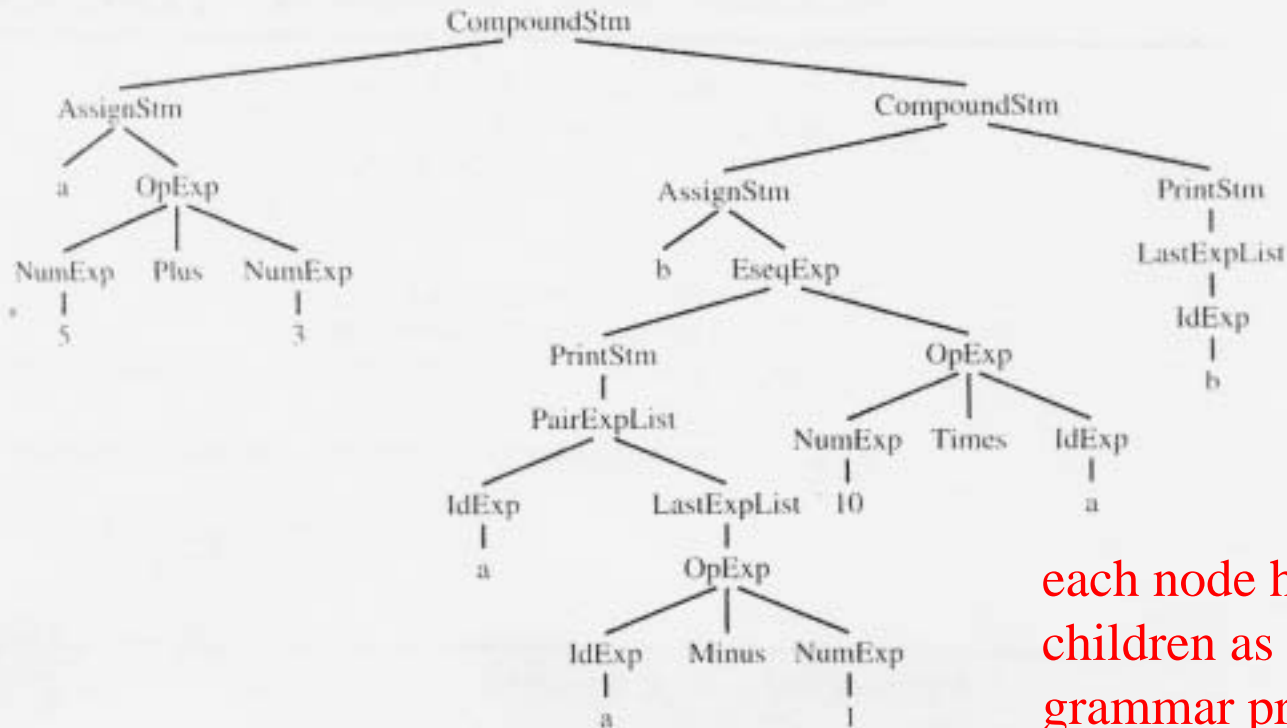 CompoundStm
AssignStm CompoundStm
a OpExp AssignStm PrintStm
NumExp Plus NumExp b EseqExp LastExpList
5 3 IdExp
PrintStm OpExp b
PairExpList NumExp Times IdExp
IdExp LastExpList 10 a
a OpExp
IdExp Minus NumExp
a 1
each node
children as
grammar